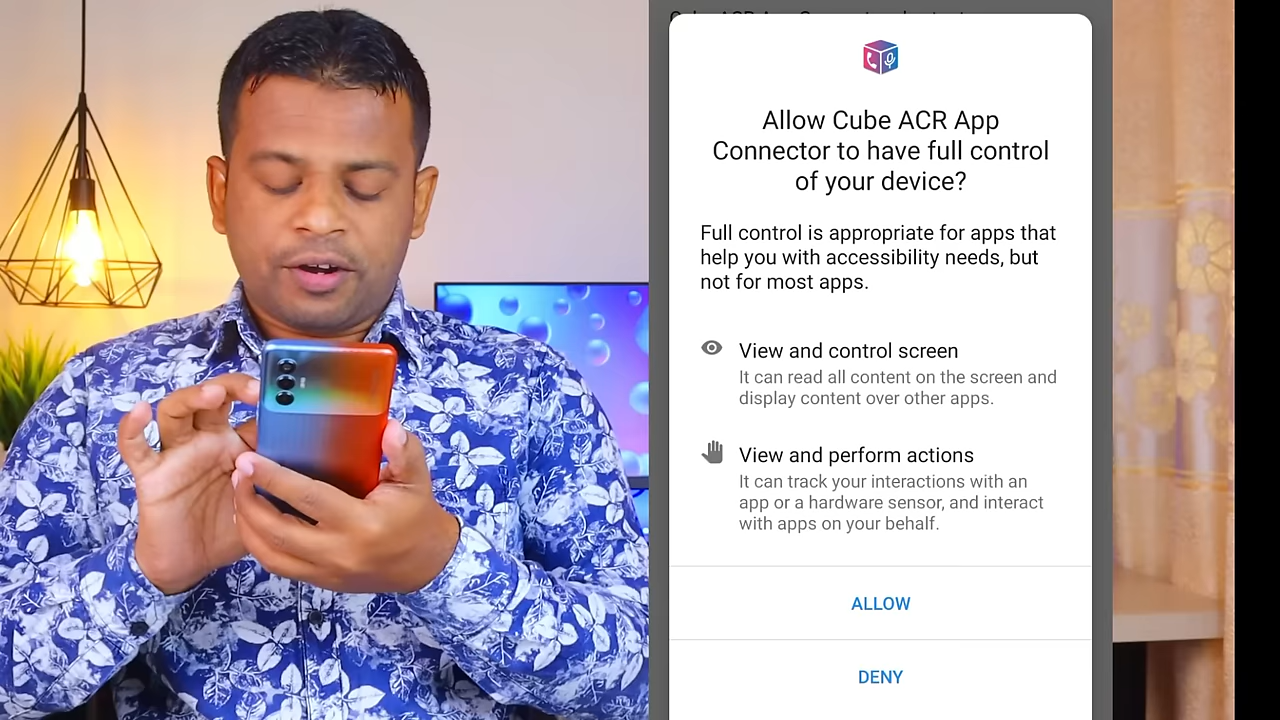 Allow Cube ACR App
Connector to have full control
of your device?
Full control is appropriate for apps that
help you with accessibility needs, but
not for most apps.
View and control screen
It can read all content on the screen and
display content over other apps.
View and perform actions
It can track your interactions with an
app or a hardware sensor, and interact
with apps on your behalf.
ALLOW
DENY